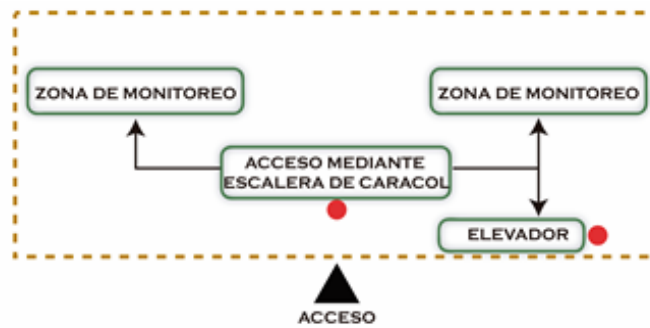 ZONA DE MONITOREO
ZONA DE MONITOREO
ACCESO MEDIANTE
ESCALERA DE CARACOL
ELEVADOR
ACCESO